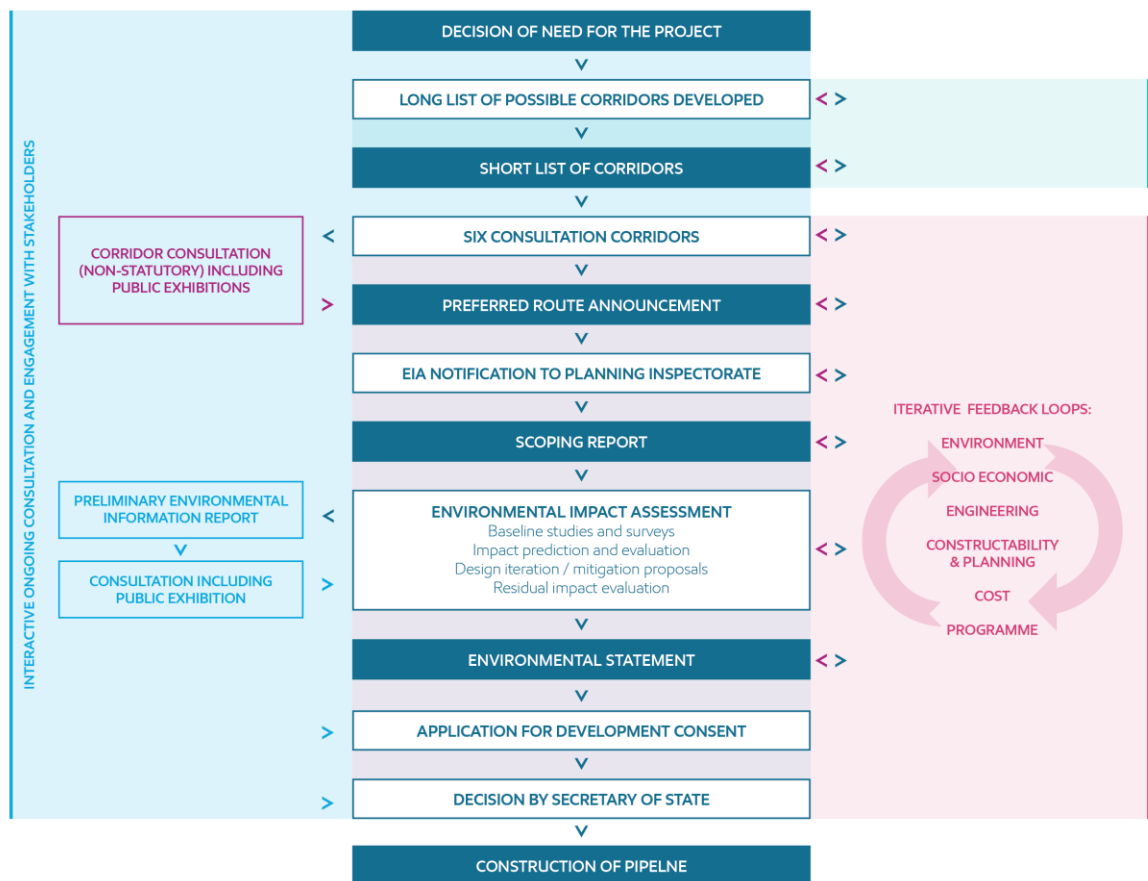 DECISION OF NEED FOR THE PROJECT
LONG LIST OF POSSIBLE CORRIDORS DEVELOPED
SHORT LIST OF CORRIDORS
INTERACTIVE ONGOING CONSULTATION AND ENGAGEMENT WITH STAKEHOLDERS
CORRIDOR CONSULTATION
(NON-STATUTORY) INCLUDING
PUBLIC EXHIBITIONS
SIX CONSULTATION CORRIDORS
PREFERRED ROUTE ANNOUNCEMENT
EIA NOTIFICATION TO PLANNING INSPECTORATE
SCOPING REPORT
PRELIMINARY ENVIRONMENTAL
INFORMATION REPORT
CONSULTATION INCLUDING
PUBLIC EXHIBITION
ENVIRONMENTAL IMPACT ASSESSMENT
Baseline studies and surveys
Impact prediction and evaluation
Design iteration / mitigation proposals
Residual impact evaluation
ITERATIVE FEEDBACK LOOPS:
ENVIRONMENT
SOCIO ECONOMIC
ENGINEERING
CONSTRUCTABILITY
& PLANNING
COST
PROGRAMME
ENVIRONMENTAL STATEMENT
APPLICATION FOR DEVELOPMENT CONSENT
DECISION BY SECRETARY OF STATE
CONSTRUCTION OF PIPELNE